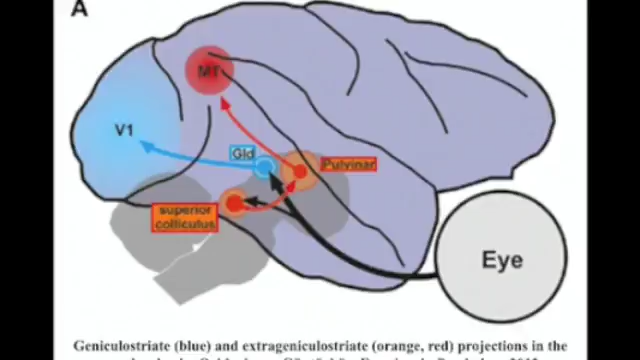 A
MT
V1
Gld
Pulvinar
superior
colliculus
Eye
Geniculostriate (blue) and extrageniculostriate (orange, red) projections in the